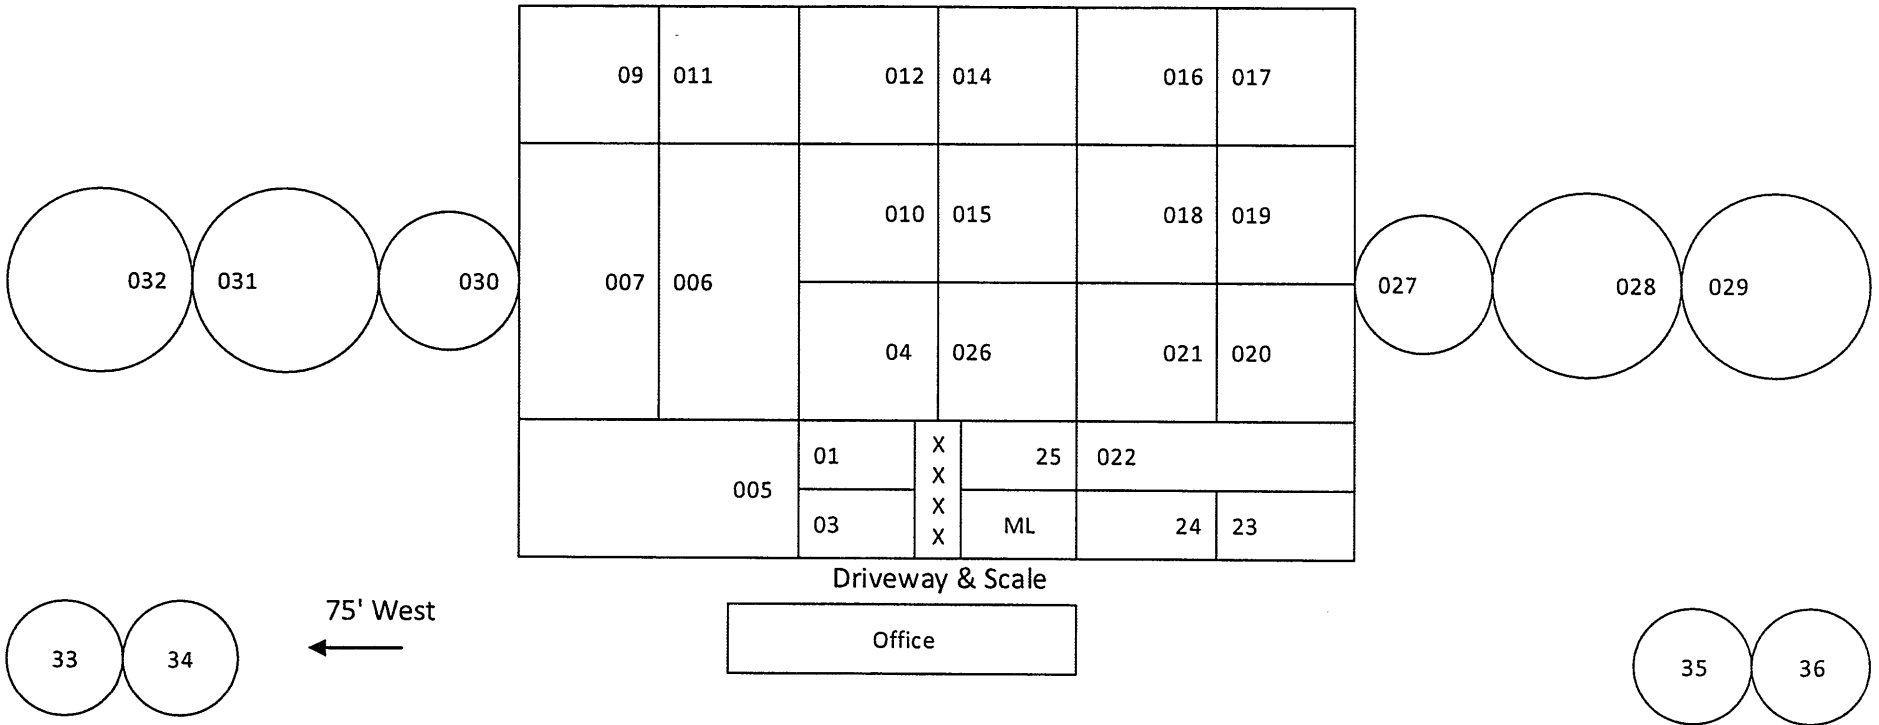 09 011 012 014 016 017
010 015 018 019
032 031 030 007 006 027 028 029
04 026 021 020
01 X 25 022
X
005
X
03 ML 24 23
X
Driveway & Scale
75' West
Office
33 34 35 36